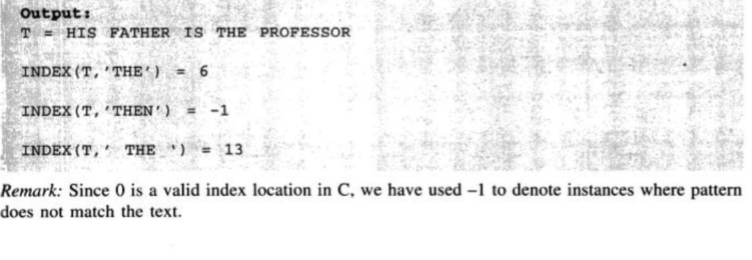 Output:
T = HIS FATHER IS THE PROFESSOR
INDEX(T,'THE') = 6
INDEX(T,'THEN') = -1
INDEX(T,' THE ') = 13
Remark: Since 0 is a valid index location in C, we have used –1 to denote instances where pattern
does not match the text.